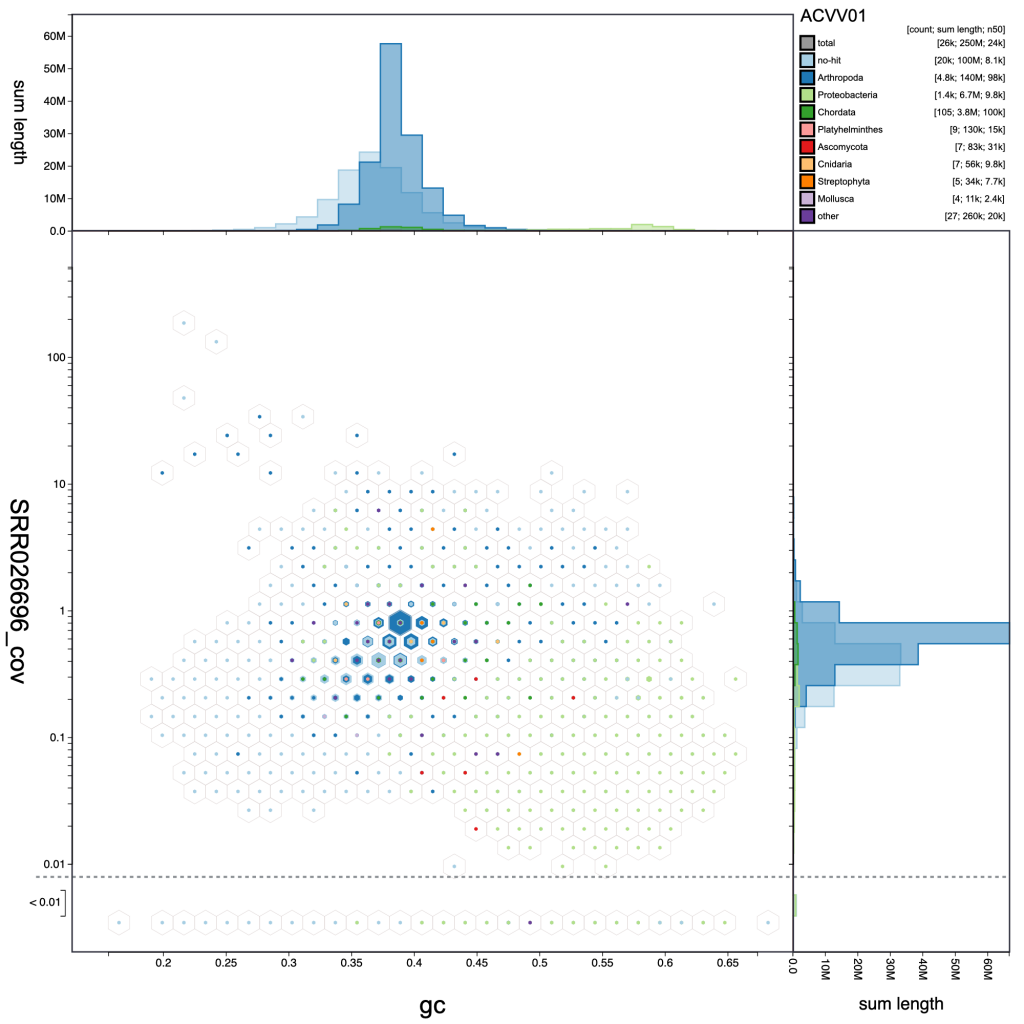 ACVV01
[count; sum length; n50]
total [26k; 250M; 24k]
no-hit [20k; 100M; 8.1k]
Arthropoda [4.8k; 140M; 98k]
Proteobacteria [1.4k; 6.7M; 9.8k]
Chordata [105; 3.8M; 100k]
Platyhelminthes [9; 130k; 15k]
Ascomycota [7; 83k; 31k]
Cnidaria [7; 56k; 9.8k]
Streptophyta [5; 34k; 7.7k]
Mollusca [4; 11k; 2.4k]
other [27; 260k; 20k]
sum length
60M
50M
40M
30M
20M
10M
0.0
SRR026696_cov
100
10
1
0.1
0.01
< 0.01
0.2 0.25 0.3 0.35 0.4 0.45 0.5 0.55 0.6 0.65
gc
0.0 10M 20M 30M 40M 50M 60M
sum length